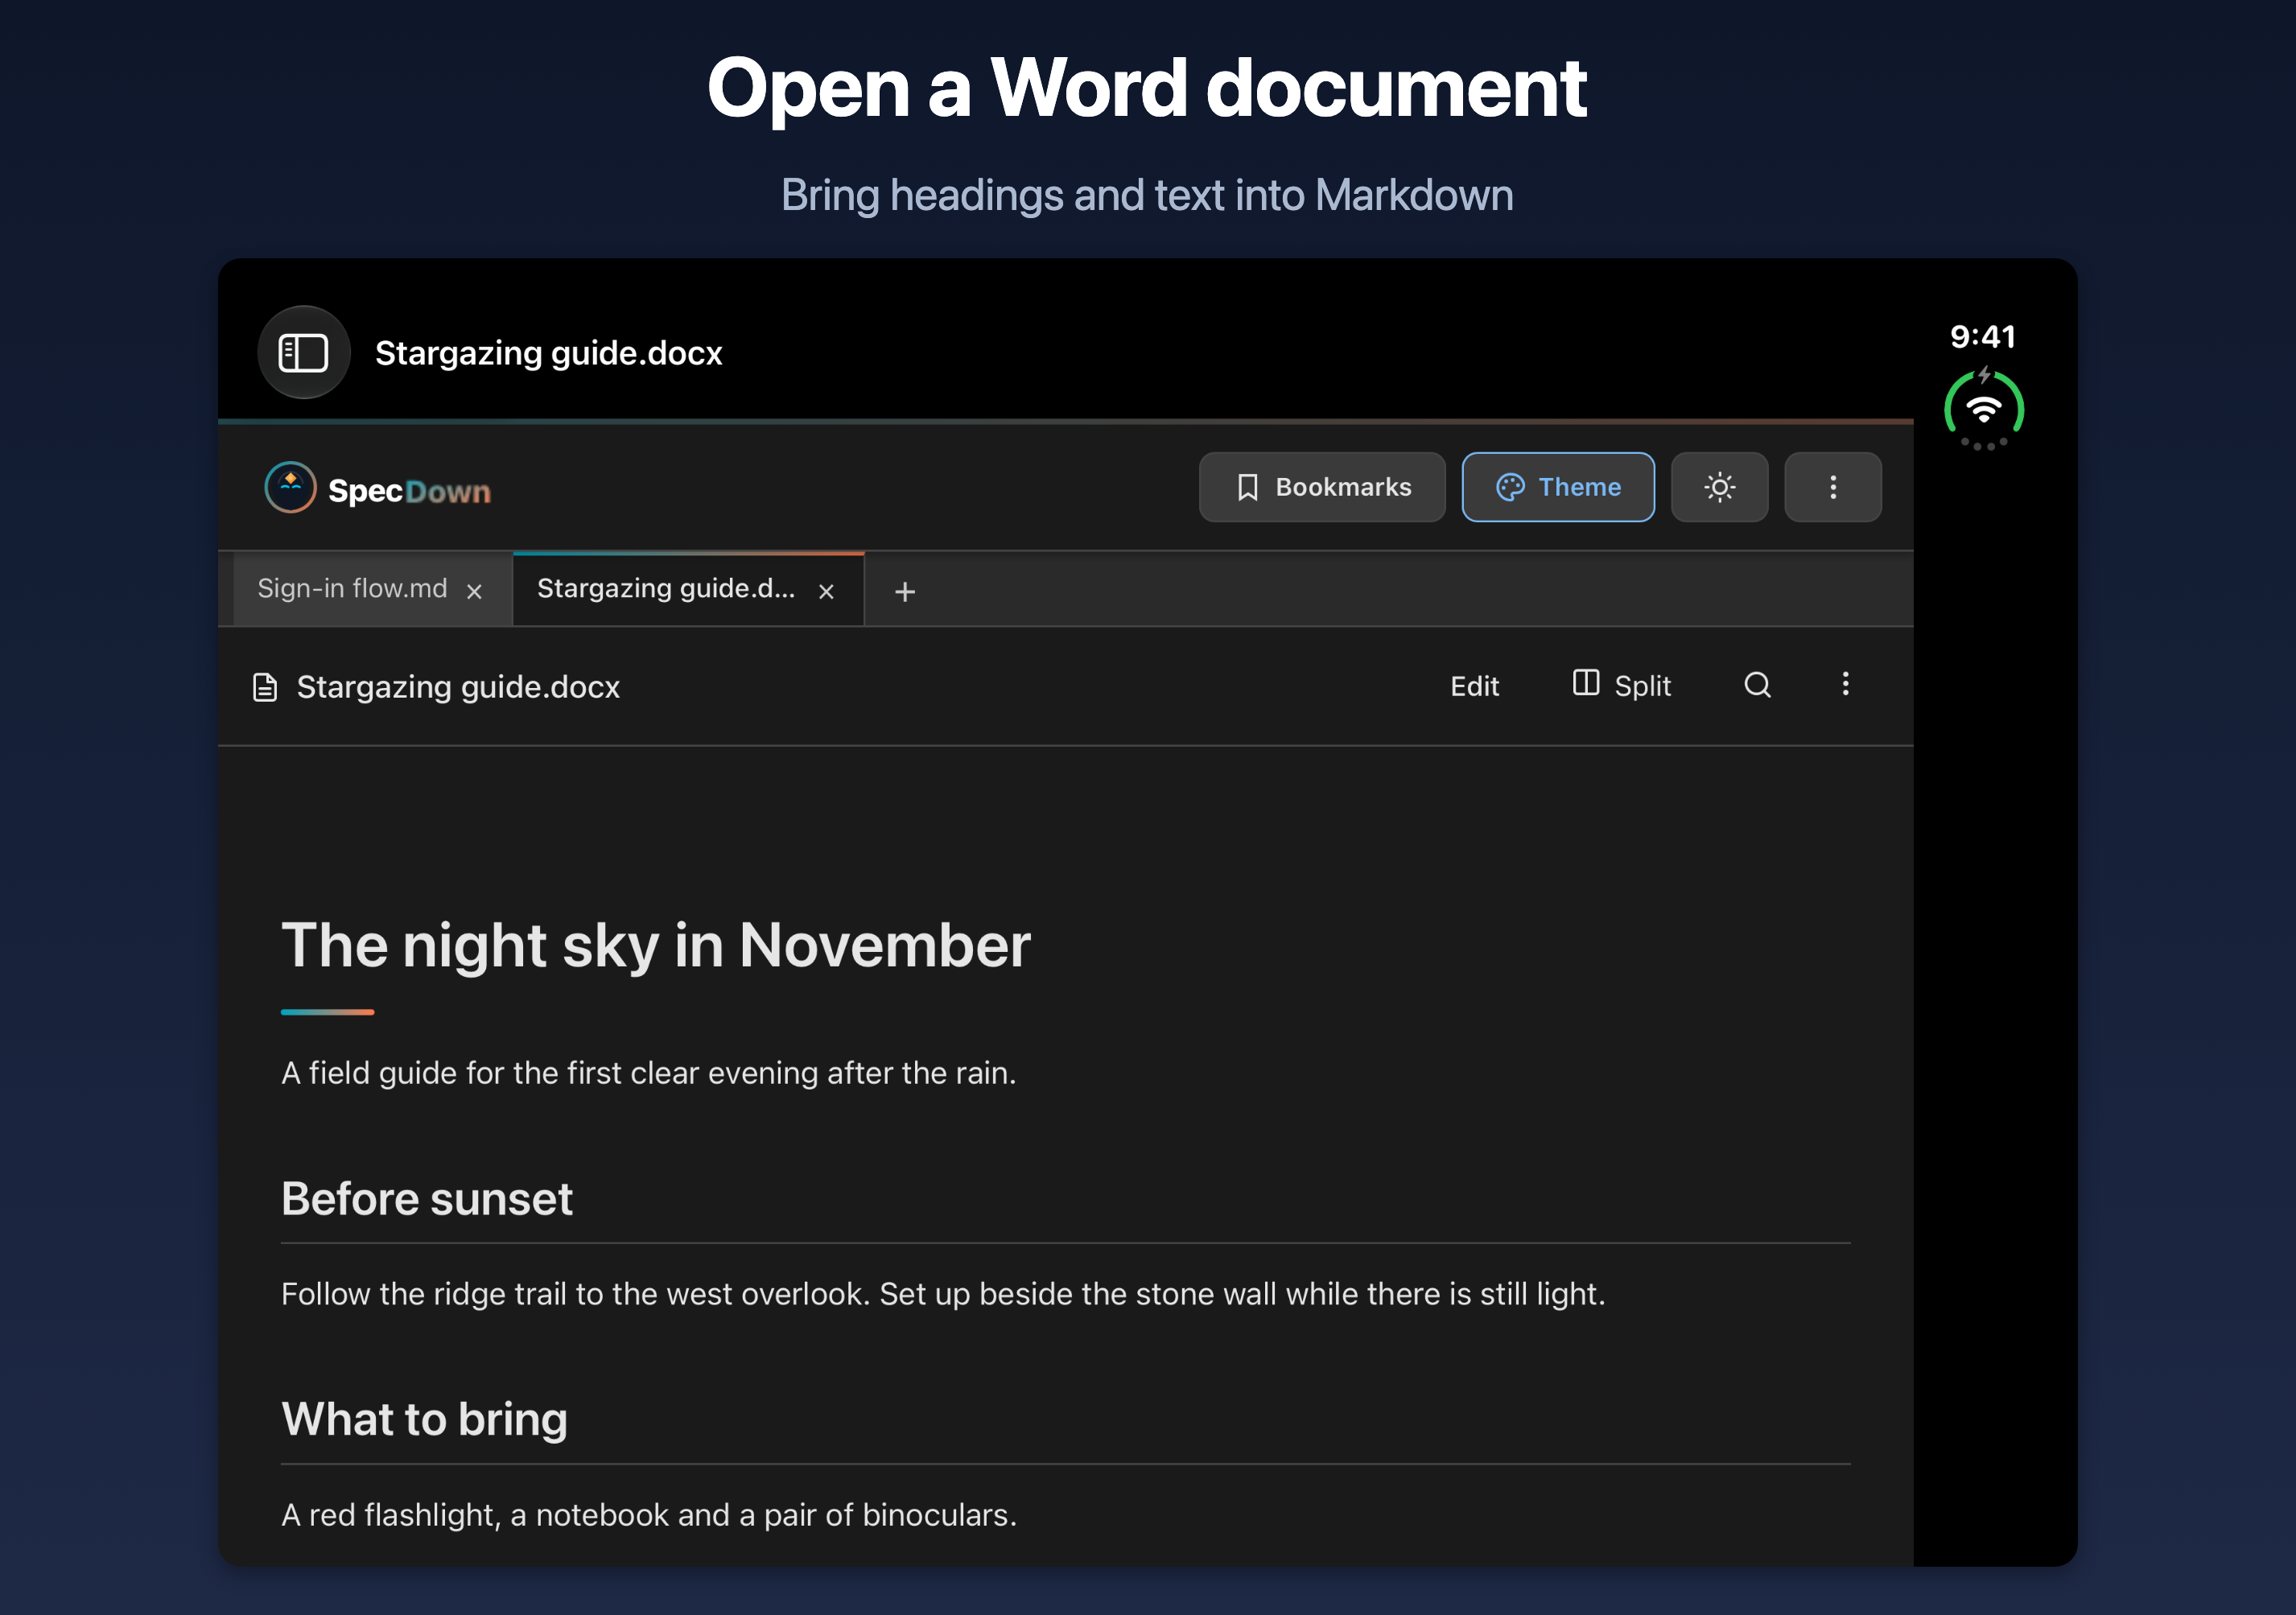 Open a Word document
Bring headings and text into Markdown
Stargazing guide.docx
9:41
SpecDown
Bookmarks
Theme
Sign-in flow.md
Stargazing guide.d...
Stargazing guide.docx
Edit
Split
The night sky in November
A field guide for the first clear evening after the rain.
Before sunset
Follow the ridge trail to the west overlook. Set up beside the stone wall while there is still light.
What to bring
A red flashlight, a notebook and a pair of binoculars.